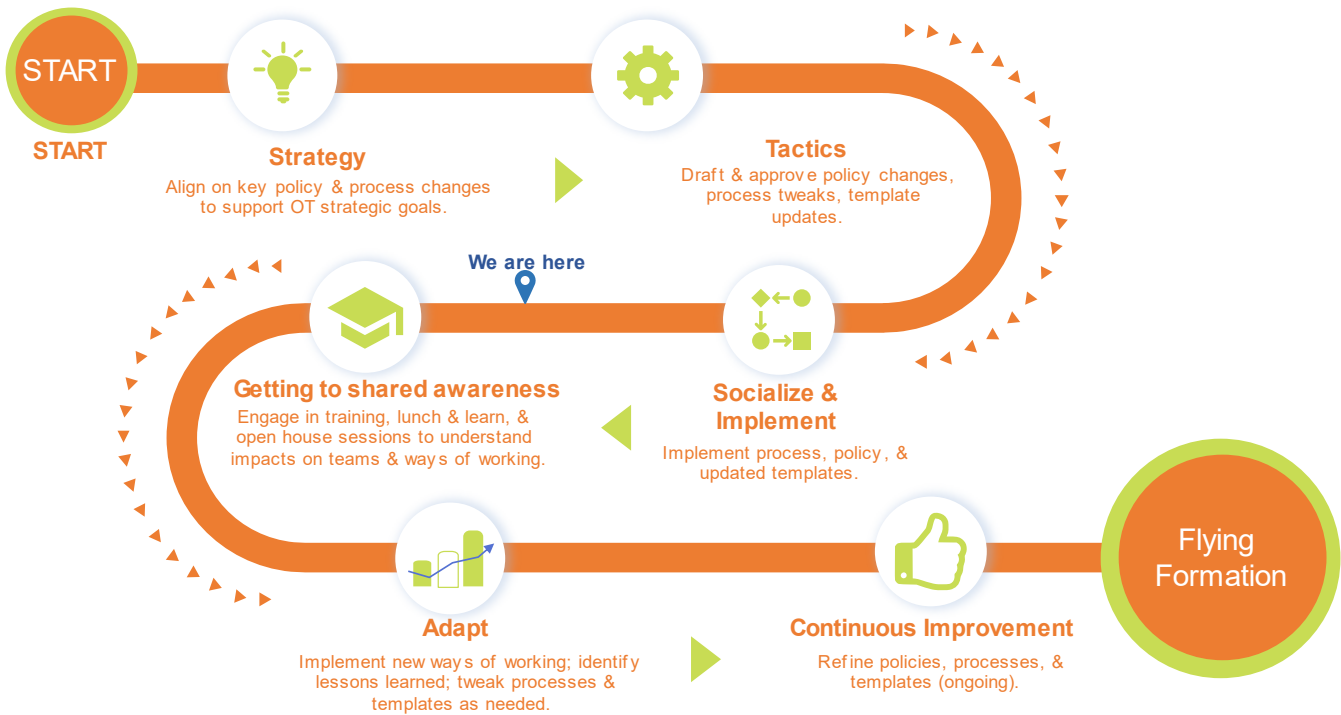 START
START
Strategy
Align on key policy & process changes
to support OT strategic goals.
Tactics
Draft & approve policy changes,
process tweaks, template
updates.
We are here
Socialize &
Implement
Implement process, policy, &
updated templates.
Getting to shared awareness
Engage in training, lunch & learn, &
open house sessions to understand
impacts on teams & ways of working.
Adapt
Implement new ways of working; identify
lessons learned; tweak processes &
templates as needed.
Continuous Improvement
Refine policies, processes, &
templates (ongoing).
Flying
Formation